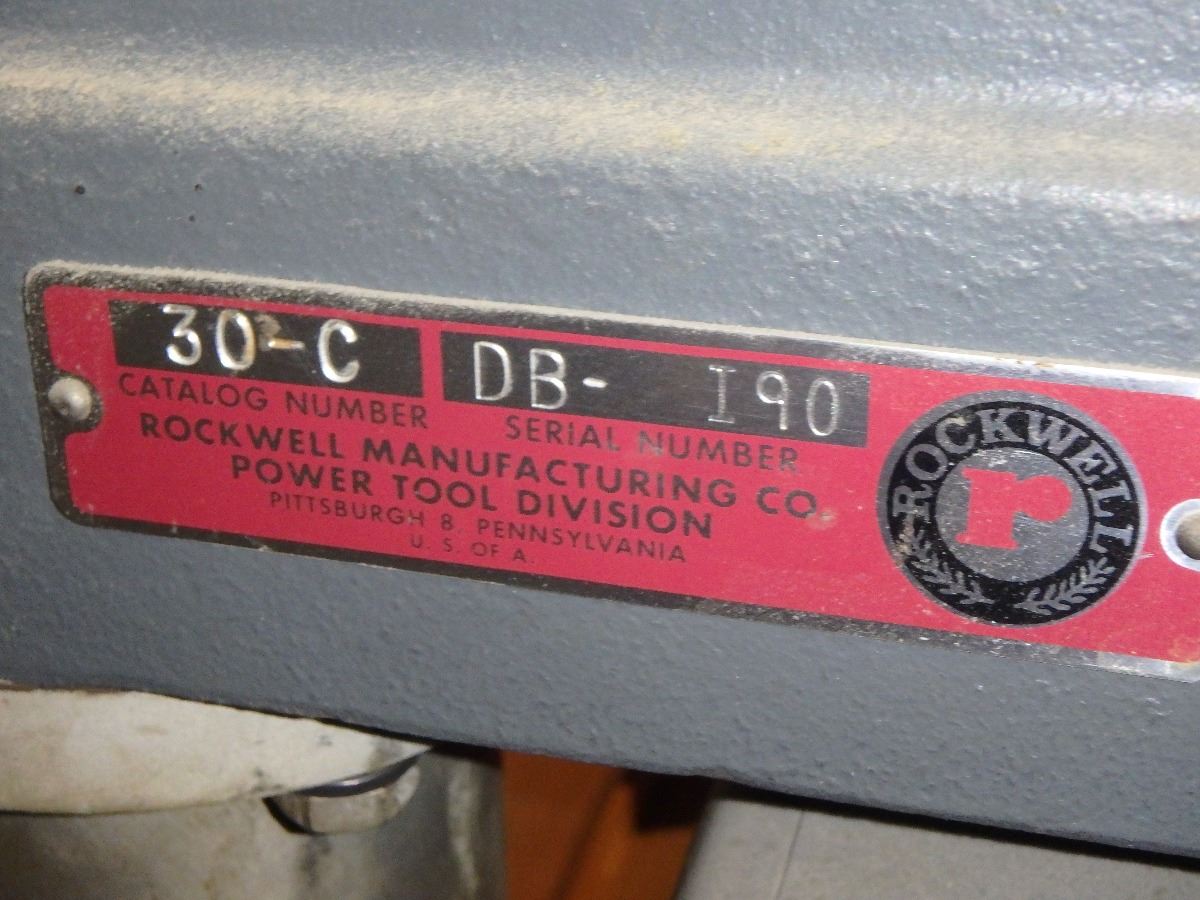 30-C DB- 190
CATALOG NUMBER SERIAL NUMBER
ROCKWELL MANUFACTURING CO.
POWER TOOL DIVISION
PITTSBURGH 8, PENNSYLVANIA
U. S. OF A.
ROCKWELL
r